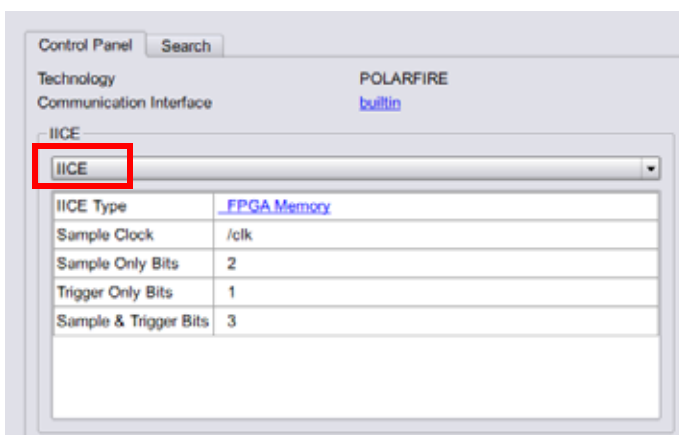 Control Panel Search
Technology POLARFIRE
Communication Interface builtin
IICE
IICE
IICE Type FPGA Memory
Sample Clock /clk
Sample Only Bits 2
Trigger Only Bits 1
Sample & Trigger Bits 3